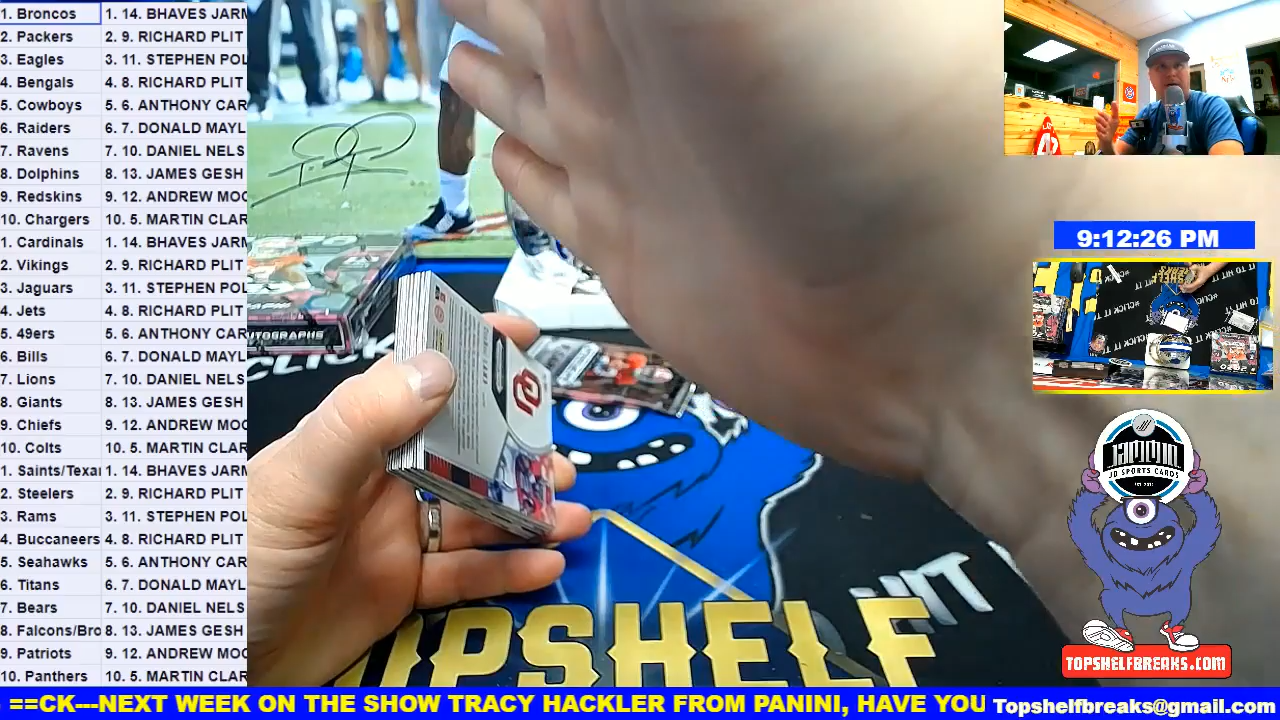 1. Broncos 1. 14. BHAVES JARM
2. Packers 2. 9. RICHARD PLIT
3. Eagles 3. 11. STEPHEN POL
4. Bengals 4. 8. RICHARD PLIT
5. Cowboys 5. 6. ANTHONY CAR
6. Raiders 6. 7. DONALD MAYL
7. Ravens 7. 10. DANIEL NELS
8. Dolphins 8. 13. JAMES GESH
9. Redskins 9. 12. ANDREW MOO
10. Chargers 10. 5. MARTIN CLAR
1. Cardinals 1. 14. BHAVES JARM
2. Vikings 2. 9. RICHARD PLIT
3. Jaguars 3. 11. STEPHEN POL
4. Jets 4. 8. RICHARD PLIT
5. 49ers 5. 6. ANTHONY CAR
6. Bills 6. 7. DONALD MAYL
7. Lions 7. 10. DANIEL NELS
8. Giants 8. 13. JAMES GESH
9. Chiefs 9. 12. ANDREW MOO
10. Colts 10. 5. MARTIN CLAR
1. Saints/Texa 1. 14. BHAVES JARM
2. Steelers 2. 9. RICHARD PLIT
3. Rams 3. 11. STEPHEN POL
4. Buccaneers 4. 8. RICHARD PLIT
5. Seahawks 5. 6. ANTHONY CAR
6. Titans 6. 7. DONALD MAYL
7. Bears 7. 10. DANIEL NELS
8. Falcons/Bro 8. 13. JAMES GESH
9. Patriots 9. 12. ANDREW MOO
10. Panthers 10. 5. MARTIN CLAR
CLICK
HIT
TOPSHELF
9:12:26 PM
JAMMIN
JD SPORTS CARDS
TOPSHELFBREAKS.COM
==CK---NEXT WEEK ON THE SHOW TRACY HACKLER FROM PANINI, HAVE YOU
Topshelfbreaks@gmail.com